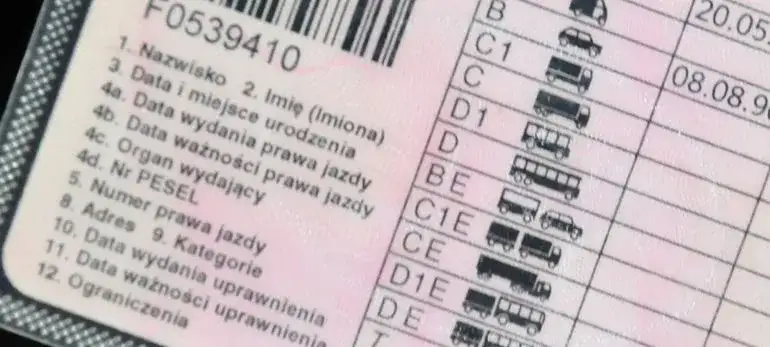 F0539410
1. Nazwisko 2. Imię (Imiona)
3. Data i miejsce urodzenia
4a. Data wydania prawa jazdy
4b. Data ważności prawa jazdy
4c. Organ wydający
4d. Nr PESEL
5. Numer prawa jazdy
8. Adres 9. Kategorie
10. Data wydania uprawnienia
11. Data ważności uprawnienia
12. Ograniczenia
B 20.05.
C1
C 08.08.9
D1
D
BE
C1E
CE
D1E
DE
T